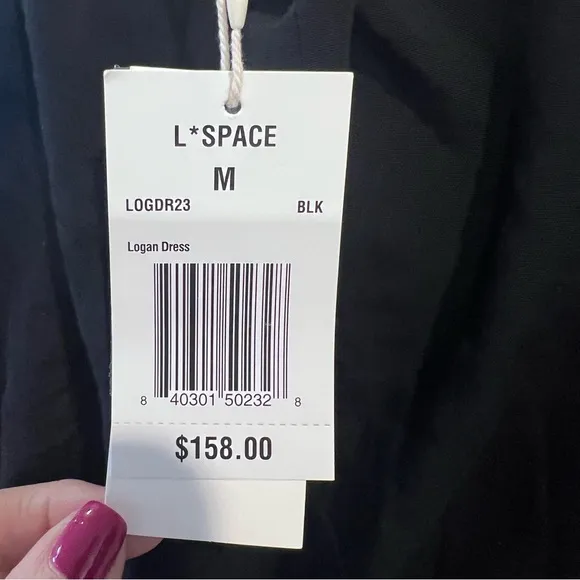 L*SPACE
M
LOGDR23 BLK
Logan Dress
8 40301 50232 8
$158.00